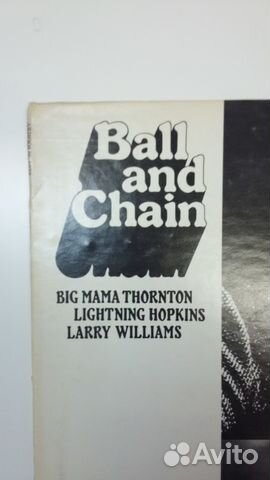 Ball
and
Chain
BIG MAMA THORNTON
LIGHTNING HOPKINS
LARRY WILLIAMS
Avito